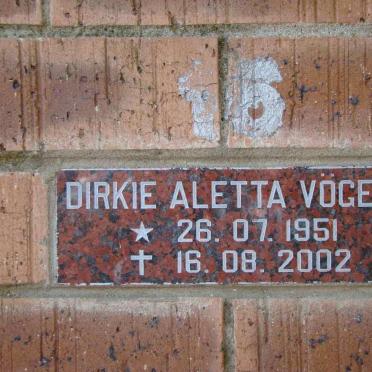 16
DIRKIE ALETTA VÖGE
26. 07. 1951
16. 08. 2002